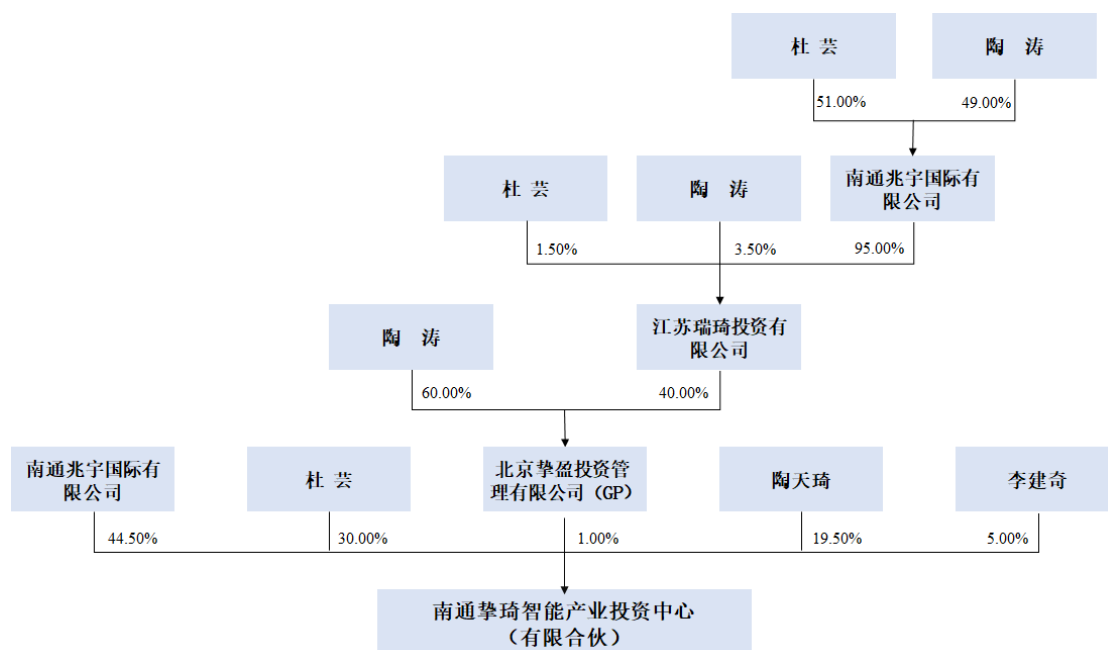 杜 芸
陶 涛
51.00%
49.00%
杜 芸
陶 涛
南通兆宇国际有
限公司
1.50%
3.50%
95.00%
陶 涛
江苏瑞琦投资有
限公司
60.00%
40.00%
南通兆宇国际有
限公司
杜 芸
北京挚盈投资管
理有限公司（GP）
陶天琦
李建奇
44.50%
30.00%
1.00%
19.50%
5.00%
南通挚琦智能产业投资中心
（有限合伙）